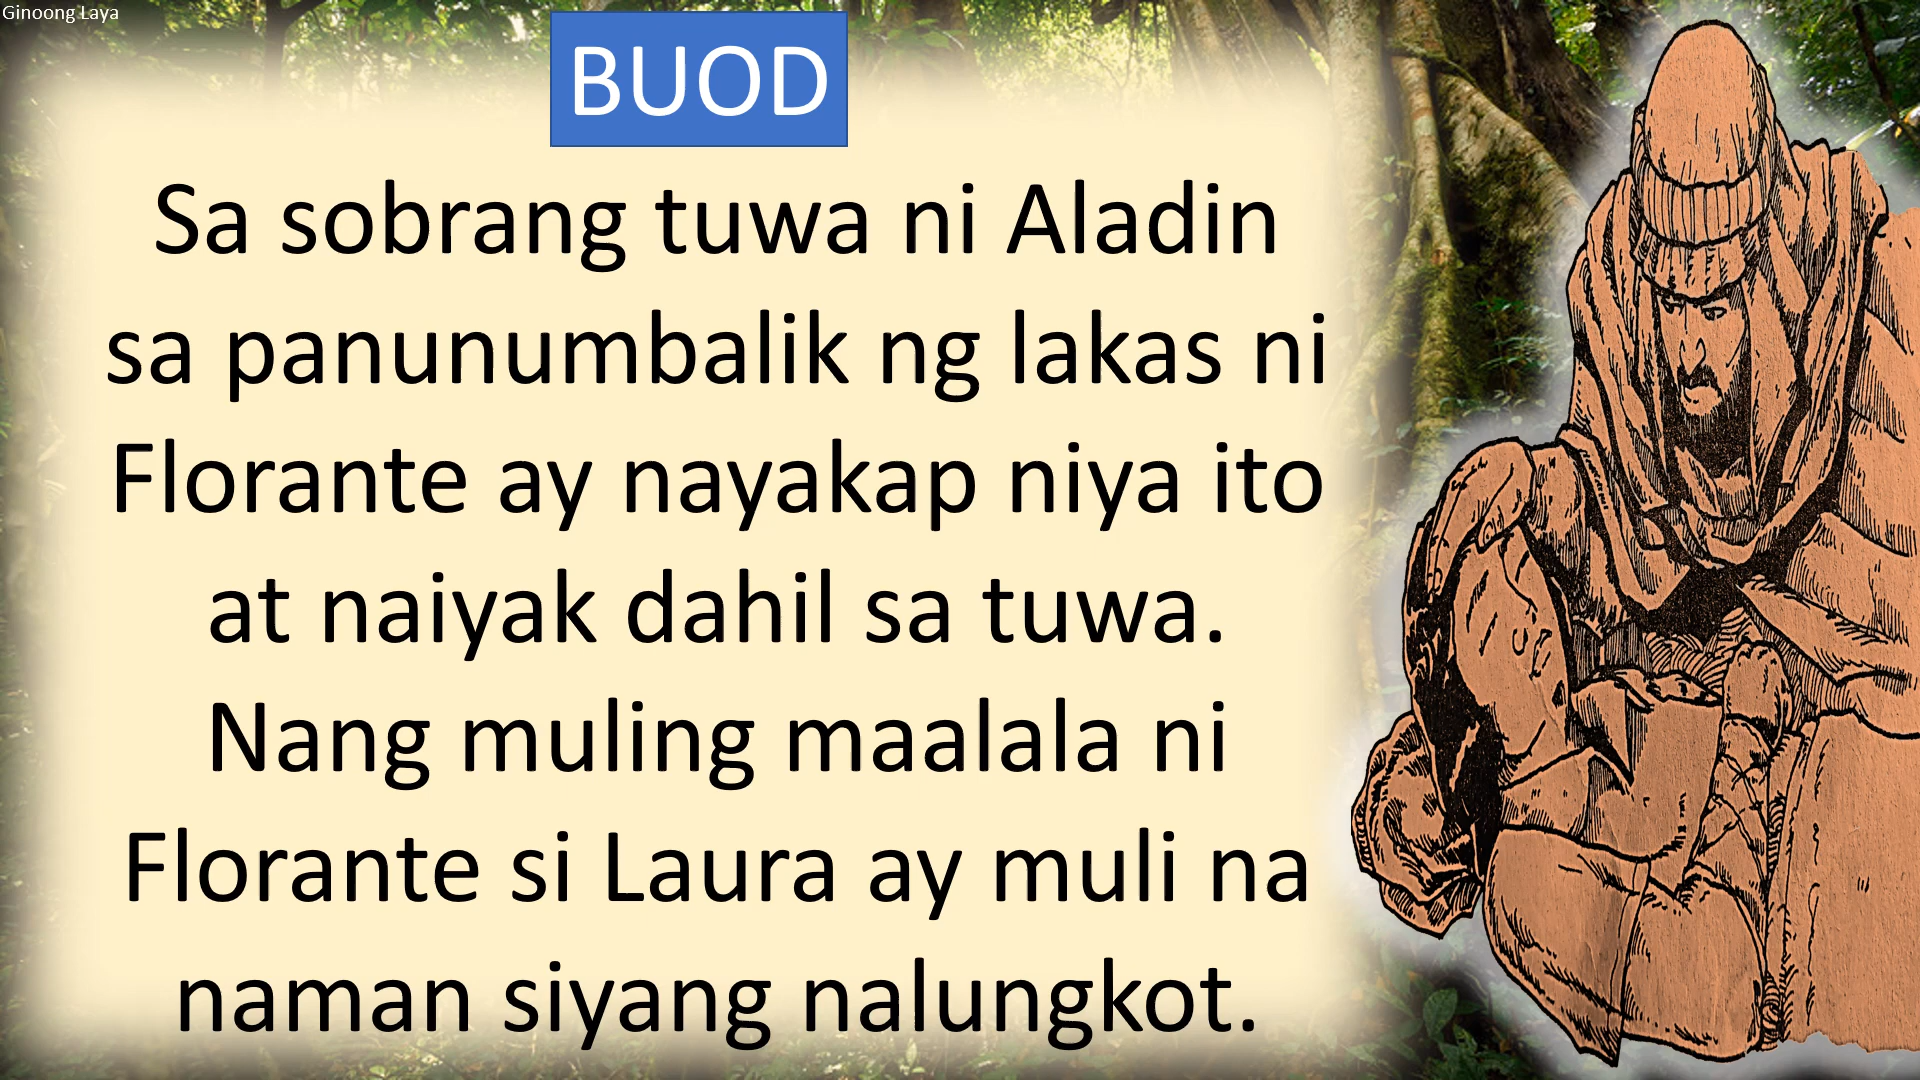 Ginoong Laya
BUOD
Sa sobrang tuwa ni Aladin
sa panunumbalik ng lakas ni
Florante ay nayakap niya ito
at naiyak dahil sa tuwa.
Nang muling maalala ni
Florante si Laura ay muli na
naman siyang nalungkot.